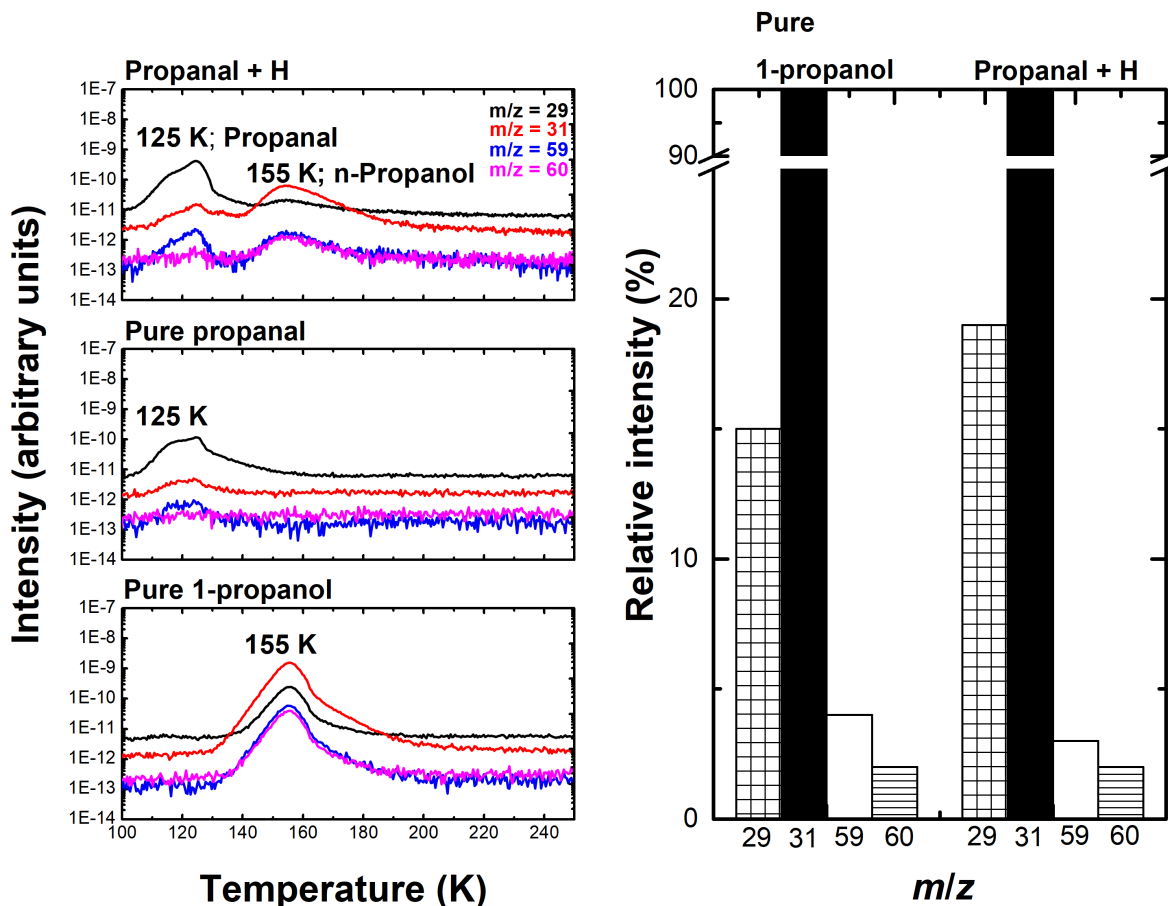 Propanal + H
1E-7
1E-8
1E-9
1E-10
1E-11
1E-12
1E-13
1E-14
125 K; Propanal
155 K; n-Propanol
m/z = 29
m/z = 31
m/z = 59
m/z = 60
Pure propanal
1E-7
1E-8
1E-9
1E-10
1E-11
1E-12
1E-13
1E-14
125 K
Pure 1-propanol
1E-7
1E-8
1E-9
1E-10
1E-11
1E-12
1E-13
1E-14
155 K
100 120 140 160 180 200 220 240
Temperature (K)
Intensity (arbitrary units)
Pure
1-propanol
Propanal + H
100
90
20
10
0
Relative intensity (%)
29 31 59 60 29 31 59 60
m/z